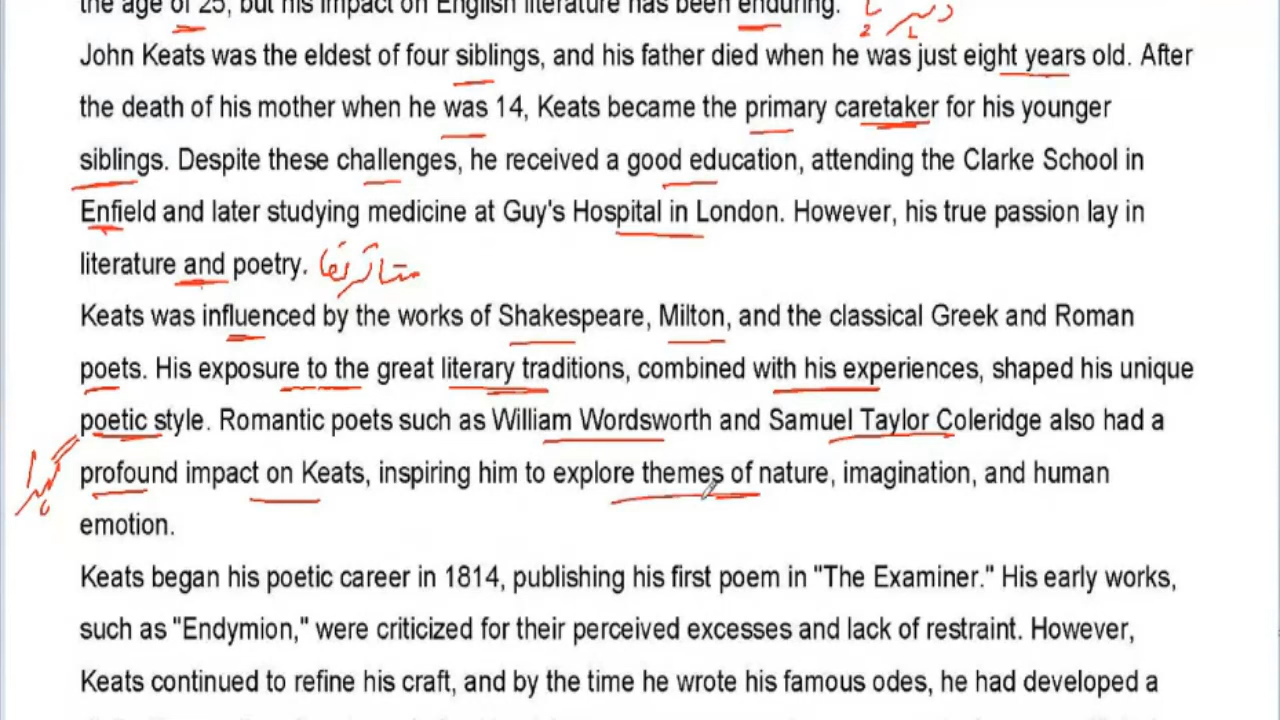 the age of 25, but his impact on English literature has been enduring. دیر پا
John Keats was the eldest of four siblings, and his father died when he was just eight years old. After
the death of his mother when he was 14, Keats became the primary caretaker for his younger
siblings. Despite these challenges, he received a good education, attending the Clarke School in
Enfield and later studying medicine at Guy's Hospital in London. However, his true passion lay in
literature and poetry. متاثر تھا
Keats was influenced by the works of Shakespeare, Milton, and the classical Greek and Roman
poets. His exposure to the great literary traditions, combined with his experiences, shaped his unique
poetic style. Romantic poets such as William Wordsworth and Samuel Taylor Coleridge also had a
گہرا
profound impact on Keats, inspiring him to explore themes of nature, imagination, and human
emotion.
Keats began his poetic career in 1814, publishing his first poem in "The Examiner." His early works,
such as "Endymion," were criticized for their perceived excesses and lack of restraint. However,
Keats continued to refine his craft, and by the time he wrote his famous odes, he had developed a